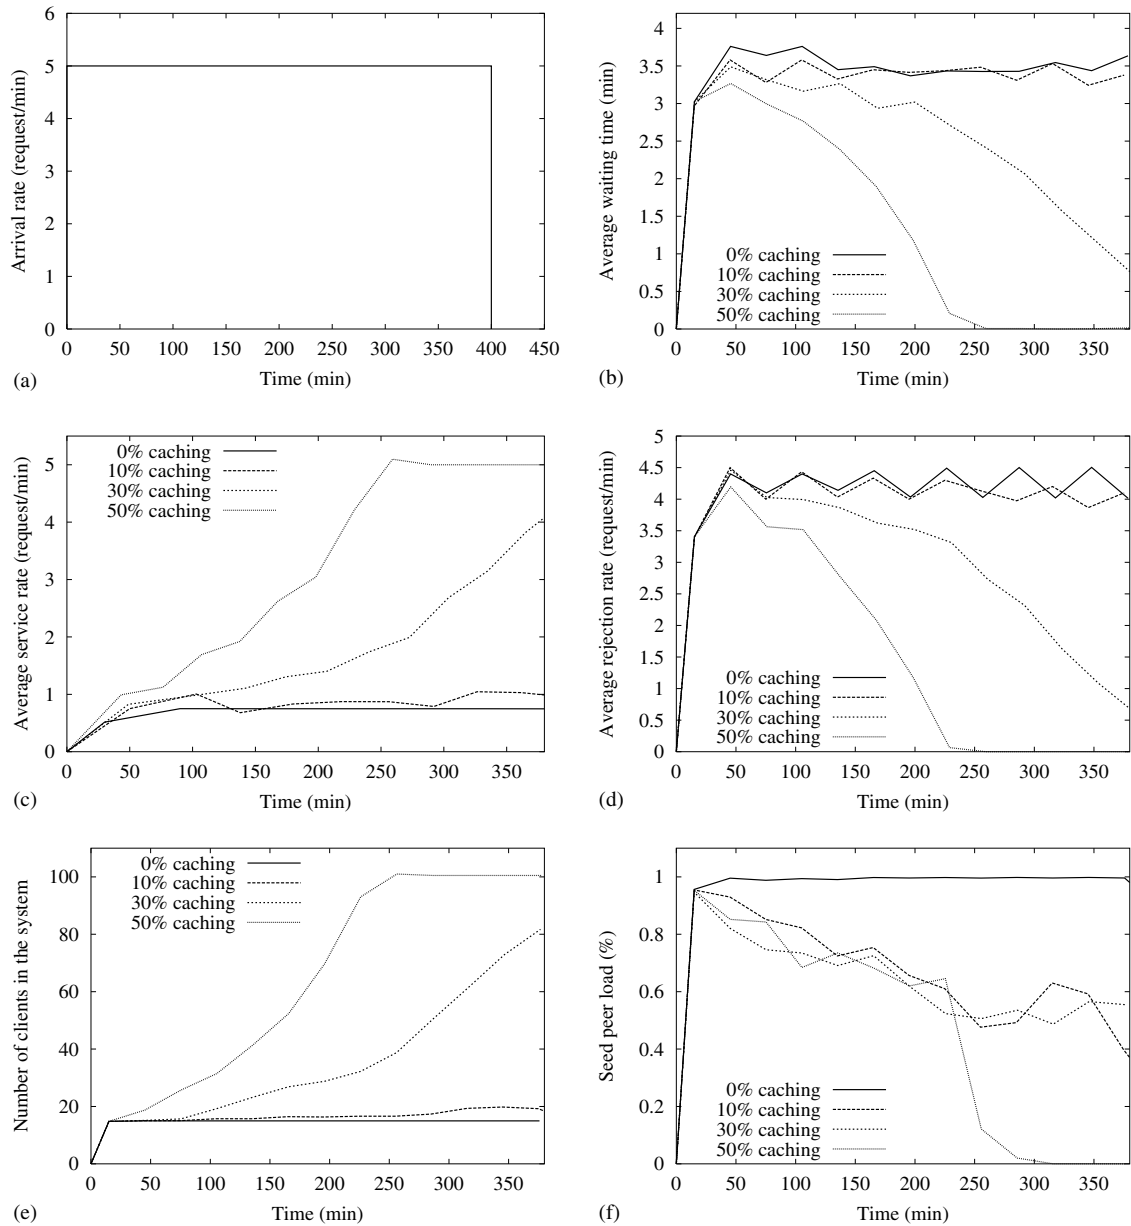 6
5
4
3
2
1
0
Arrival rate (request/min)
0 50 100 150 200 250 300 350 400 450
(a) Time (min)
4
3.5
3
2.5
2
1.5
1
0.5
0
Average waiting time (min)
0% caching
10% caching
30% caching
50% caching
0 50 100 150 200 250 300 350
(b) Time (min)
5
4
3
2
1
0
Average service rate (request/min)
0% caching
10% caching
30% caching
50% caching
0 50 100 150 200 250 300 350
(c) Time (min)
5
4.5
4
3.5
3
2.5
2
1.5
1
0.5
0
Average rejection rate (request/min)
0% caching
10% caching
30% caching
50% caching
0 50 100 150 200 250 300 350
(d) Time (min)
100
80
60
40
20
0
Number of clients in the system
0% caching
10% caching
30% caching
50% caching
0 50 100 150 200 250 300 350
(e) Time (min)
1
0.8
0.6
0.4
0.2
0
Seed peer load (%)
0% caching
10% caching
30% caching
50% caching
0 50 100 150 200 250 300 350
(f) Time (min)